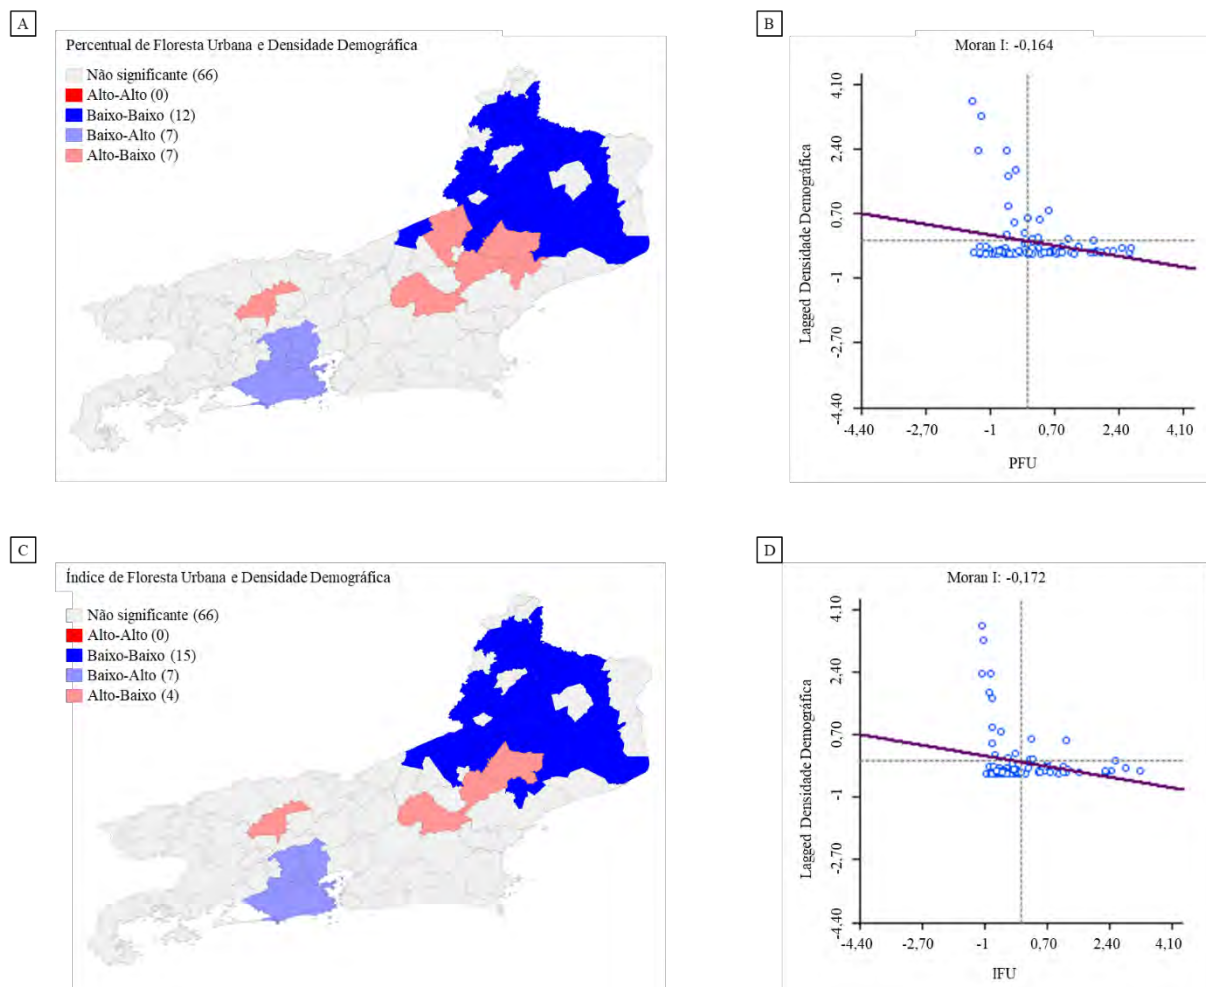 A
Percentual de Floresta Urbana e Densidade Demográfica
Não significante (66)
Alto-Alto (0)
Baixo-Baixo (12)
Baixo-Alto (7)
Alto-Baixo (7)
B
Moran I: -0,164
Lagged Densidade Demográfica
4,10
2,40
0,70
-1
-2,70
-4,40
-4,40 -2,70 -1 0,70 2,40 4,10
PFU
C
Índice de Floresta Urbana e Densidade Demográfica
Não significante (66)
Alto-Alto (0)
Baixo-Baixo (15)
Baixo-Alto (7)
Alto-Baixo (4)
D
Moran I: -0,172
Lagged Densidade Demográfica
4,10
2,40
0,70
-1
-2,70
-4,40
-4,40 -2,70 -1 0,70 2,40 4,10
IFU